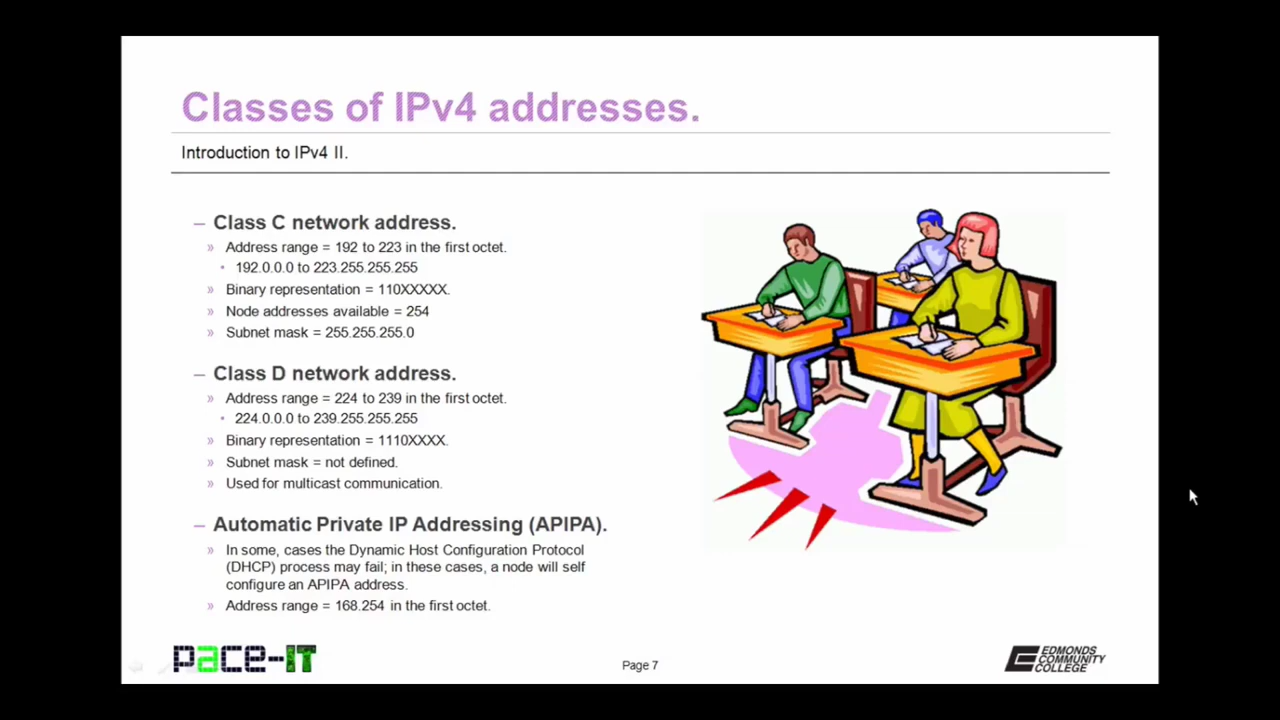 Classes of IPv4 addresses.
Introduction to IPv4 II.
– Class C network address.
» Address range = 192 to 223 in the first octet.
• 192.0.0.0 to 223.255.255.255
» Binary representation = 110XXXXX.
» Node addresses available = 254
» Subnet mask = 255.255.255.0
– Class D network address.
» Address range = 224 to 239 in the first octet.
• 224.0.0.0 to 239.255.255.255
» Binary representation = 1110XXXX.
» Subnet mask = not defined.
» Used for multicast communication.
– Automatic Private IP Addressing (APIPA).
» In some, cases the Dynamic Host Configuration Protocol
(DHCP) process may fail; in these cases, a node will self
configure an APIPA address.
» Address range = 168.254 in the first octet.
pace-IT
Page 7
EDMONDS
COMMUNITY
COLLEGE